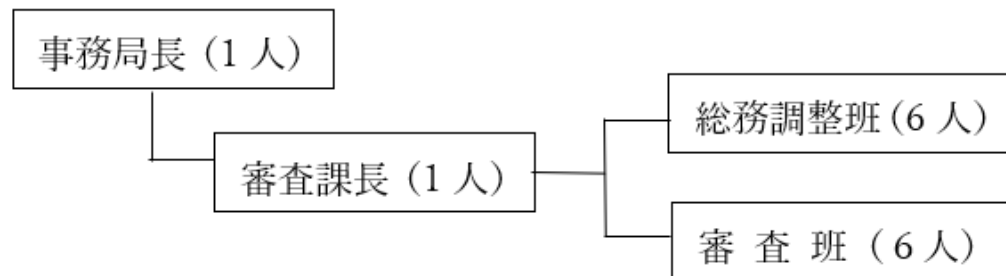 事務局長（1 人）
総務調整班（6 人）
審査課長（1 人）
審 査 班 （ 6 人）